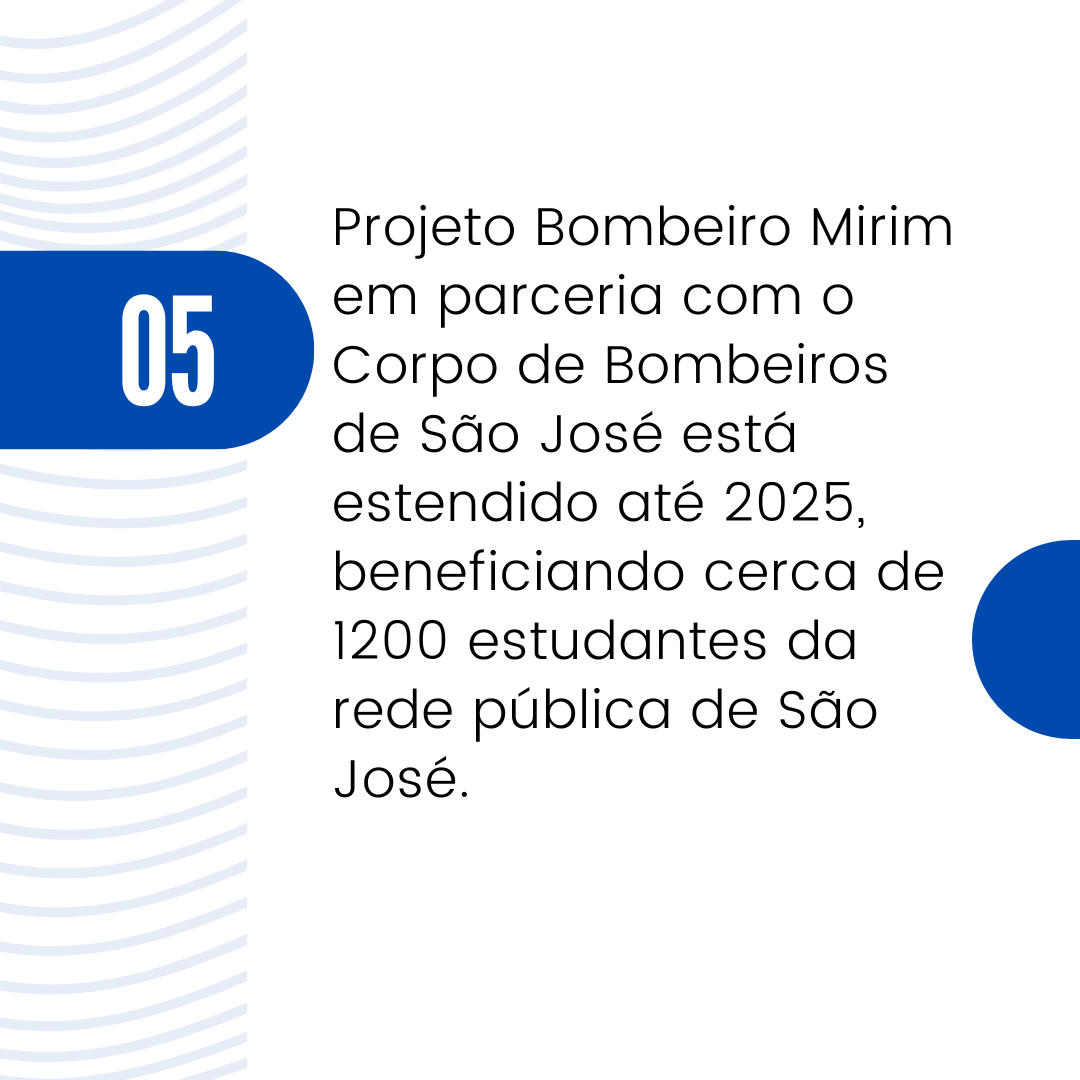 05
Projeto Bombeiro Mirim
em parceria com o
Corpo de Bombeiros
de São José está
estendido até 2025,
beneficiando cerca de
1200 estudantes da
rede pública de São
José.